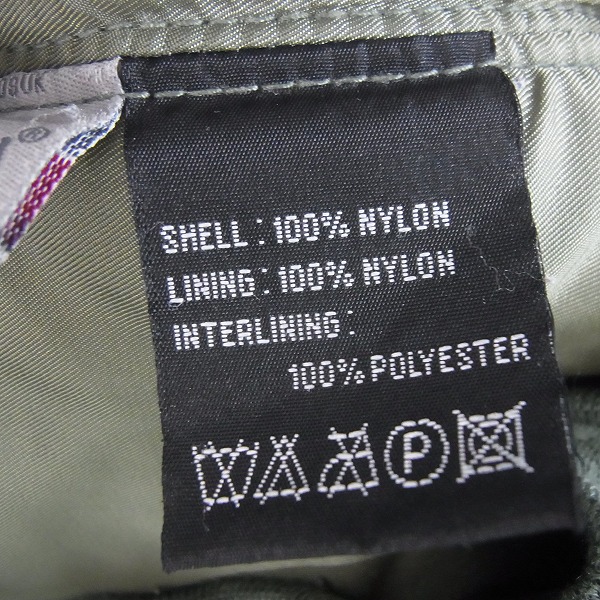 SHELL : 100% NYLON
LINING : 100% NYLON
INTERLINING :
100% POLYESTER
P
®